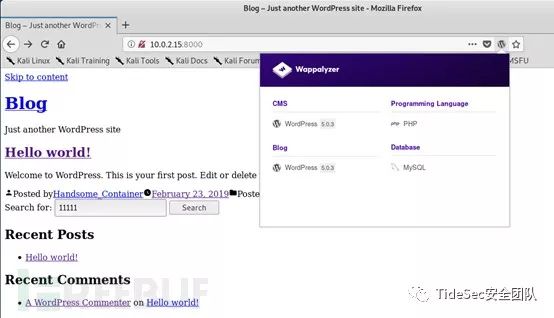 Blog – Just another WordPress site - Mozilla Firefox
Blog – Just another WordPre
10.0.2.15:8000
Kali Linux Kali Training Kali Tools Kali Docs Kali Forum MSFU
Skip to content
Blog
Just another WordPress site
Hello world!
Welcome to WordPress. This is your first post. Edit or delete
Posted byHandsome_Container February 23, 2019 Poste
Search for: 11111 Search
Recent Posts
Hello world!
Recent Comments
A WordPress Commenter on Hello world!
Wappalyzer
CMS
WordPress 5.0.3
Blog
WordPress 5.0.3
Programming Language
php PHP
Database
MySQL
REEBUF
TideSec安全团队